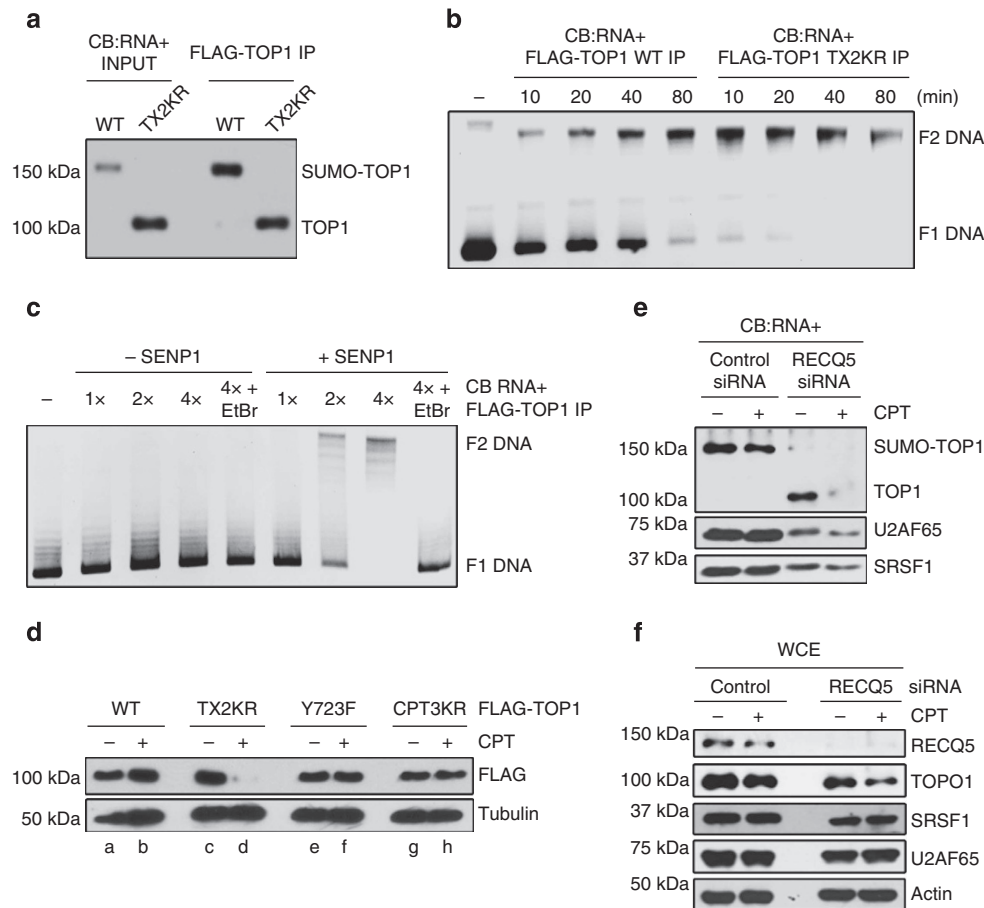 a
CB:RNA+
INPUT
FLAG-TOP1 IP
WT
TX2KR
WT
TX2KR
150 kDa
SUMO-TOP1
100 kDa
TOP1
b
CB:RNA+
FLAG-TOP1 WT IP
CB:RNA+
FLAG-TOP1 TX2KR IP
– 10 20 40 80 10 20 40 80 (min)
F2 DNA
F1 DNA
c
– SENP1
+ SENP1
– 1× 2× 4× 4× + EtBr 1× 2× 4× 4× + EtBr
CB RNA+
FLAG-TOP1 IP
F2 DNA
F1 DNA
d
WT TX2KR Y723F CPT3KR FLAG-TOP1
– + – + – + – + CPT
100 kDa FLAG
50 kDa Tubulin
a b c d e f g h
e
CB:RNA+
Control
siRNA
RECQ5
siRNA
– + – + CPT
150 kDa SUMO-TOP1
100 kDa TOP1
75 kDa U2AF65
37 kDa SRSF1
f
WCE
Control RECQ5 siRNA
– + – + CPT
150 kDa RECQ5
100 kDa TOPO1
37 kDa SRSF1
75 kDa U2AF65
50 kDa Actin